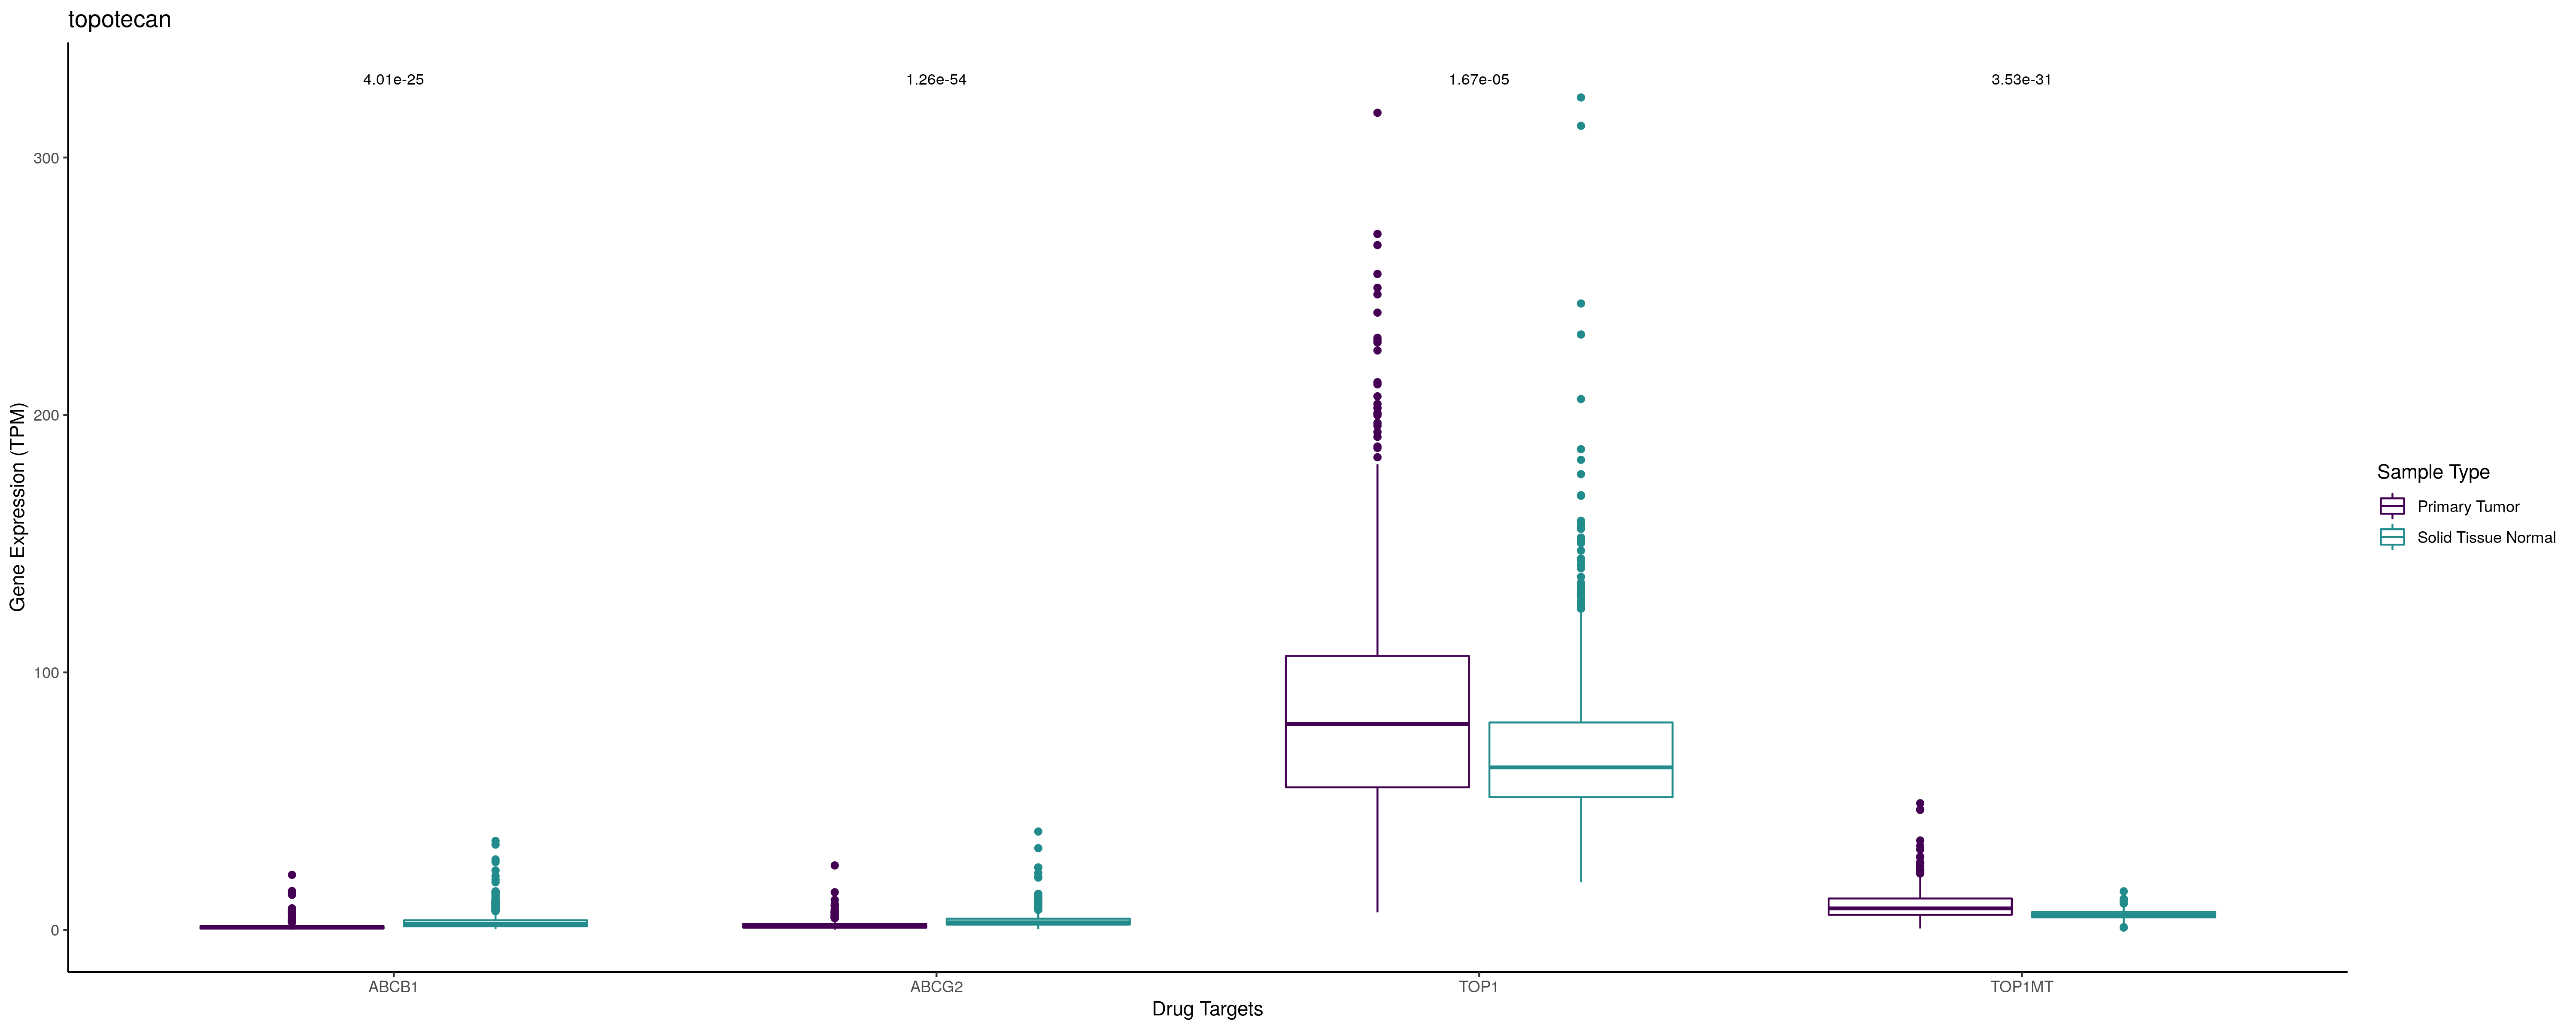 topotecan
4.01e-25 1.26e-54 1.67e-05 3.53e-31
300
200
100
0
Gene Expression (TPM)
ABCB1 ABCG2 TOP1 TOP1MT
Drug Targets
Sample Type
Primary Tumor
Solid Tissue Normal